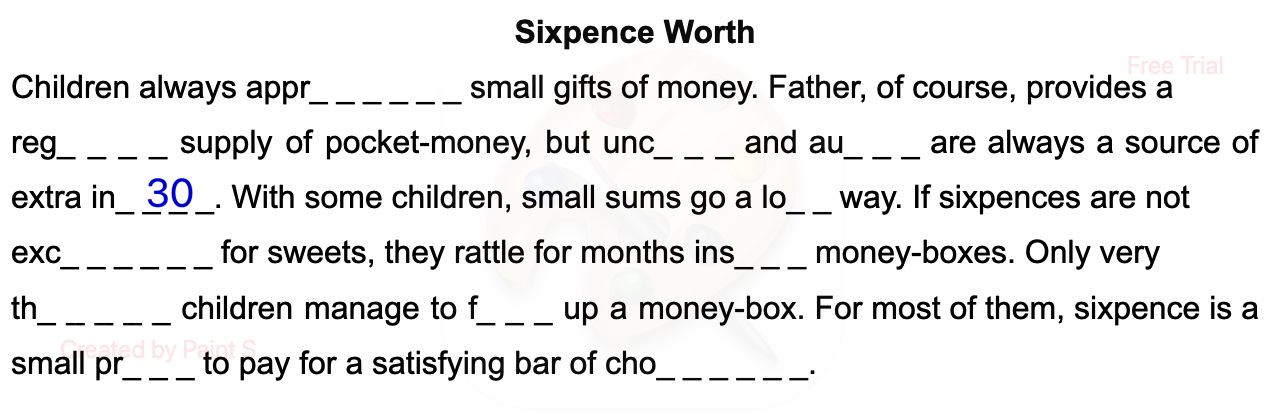 Sixpence Worth
Free Trial
Children always appr_ _ _ _ _ _ small gifts of money. Father, of course, provides a
reg_ _ _ _ supply of pocket-money, but unc_ _ _ and au_ _ _ are always a source of
extra in_ 30 _. With some children, small sums go a lo_ _ way. If sixpences are not
exc_ _ _ _ _ _ for sweets, they rattle for months ins_ _ _ money-boxes. Only very
th_ _ _ _ _ children manage to f_ _ _ up a money-box. For most of them, sixpence is a
Created by Paint S
small pr_ _ _ to pay for a satisfying bar of cho_ _ _ _ _ _.